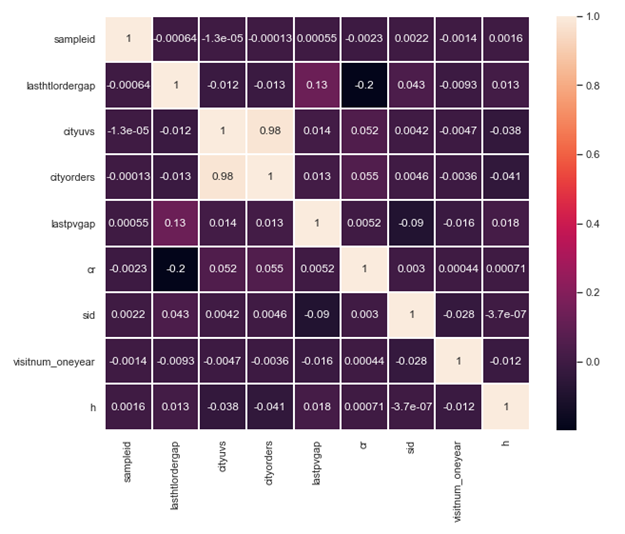 sampleid 1 -0.00064 -1.3e-05 -0.00013 0.00055 -0.0023 0.0022 -0.0014 0.0016
lasthtlordergap -0.00064 1 -0.012 -0.013 0.13 -0.2 0.043 -0.0093 0.013
cityuvs -1.3e-05 -0.012 1 0.98 0.014 0.052 0.0042 -0.0047 -0.038
cityorders -0.00013 -0.013 0.98 1 0.013 0.055 0.0046 -0.0036 -0.041
lastpvgap 0.00055 0.13 0.014 0.013 1 0.0052 -0.09 -0.016 0.018
cr -0.0023 -0.2 0.052 0.055 0.0052 1 0.003 0.00044 0.00071
sid 0.0022 0.043 0.0042 0.0046 -0.09 0.003 1 -0.028 -3.7e-07
visitnum_oneyear -0.0014 -0.0093 -0.0047 -0.0036 -0.016 0.00044 -0.028 1 -0.012
h 0.0016 0.013 -0.038 -0.041 0.018 0.00071 -3.7e-07 -0.012 1
sampleid
lasthtlordergap
cityuvs
cityorders
lastpvgap
cr
sid
visitnum_oneyear
h
1.0
0.8
0.6
0.4
0.2
0.0